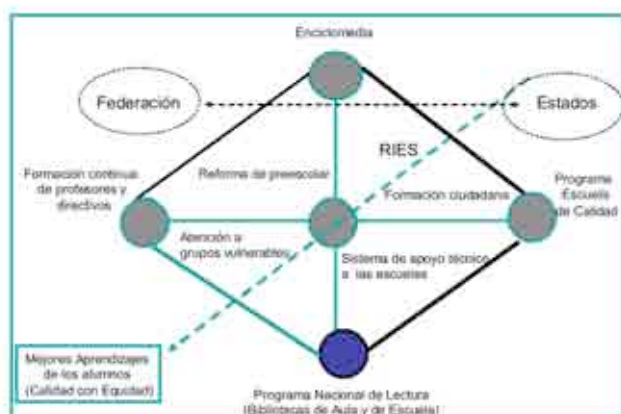 Enciclomedia
Federación
Estados
RIES
Formación continua
de profesores y
directivos
Reforma de preescolar
Formación ciudadana
Programa
Escuela
de Calidad
Atención a
grupos vulnerables
Sistema de apoyo técnico
a las escuelas
Mejores Aprendizajes
de los alumnos
(Calidad con Equidad)
Programa Nacional de Lectura
(Bibliotecas de Aula y de Escuela)